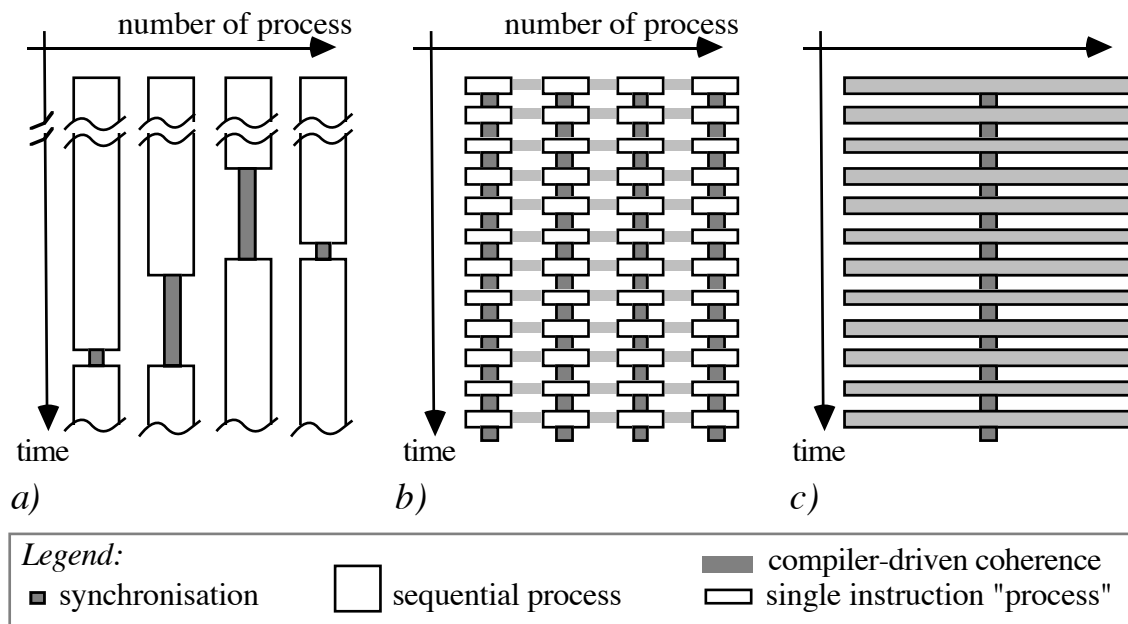 number of process
number of process
time
time
time
a)
b)
c)
Legend:
synchronisation
sequential process
compiler-driven coherence
single instruction "process"